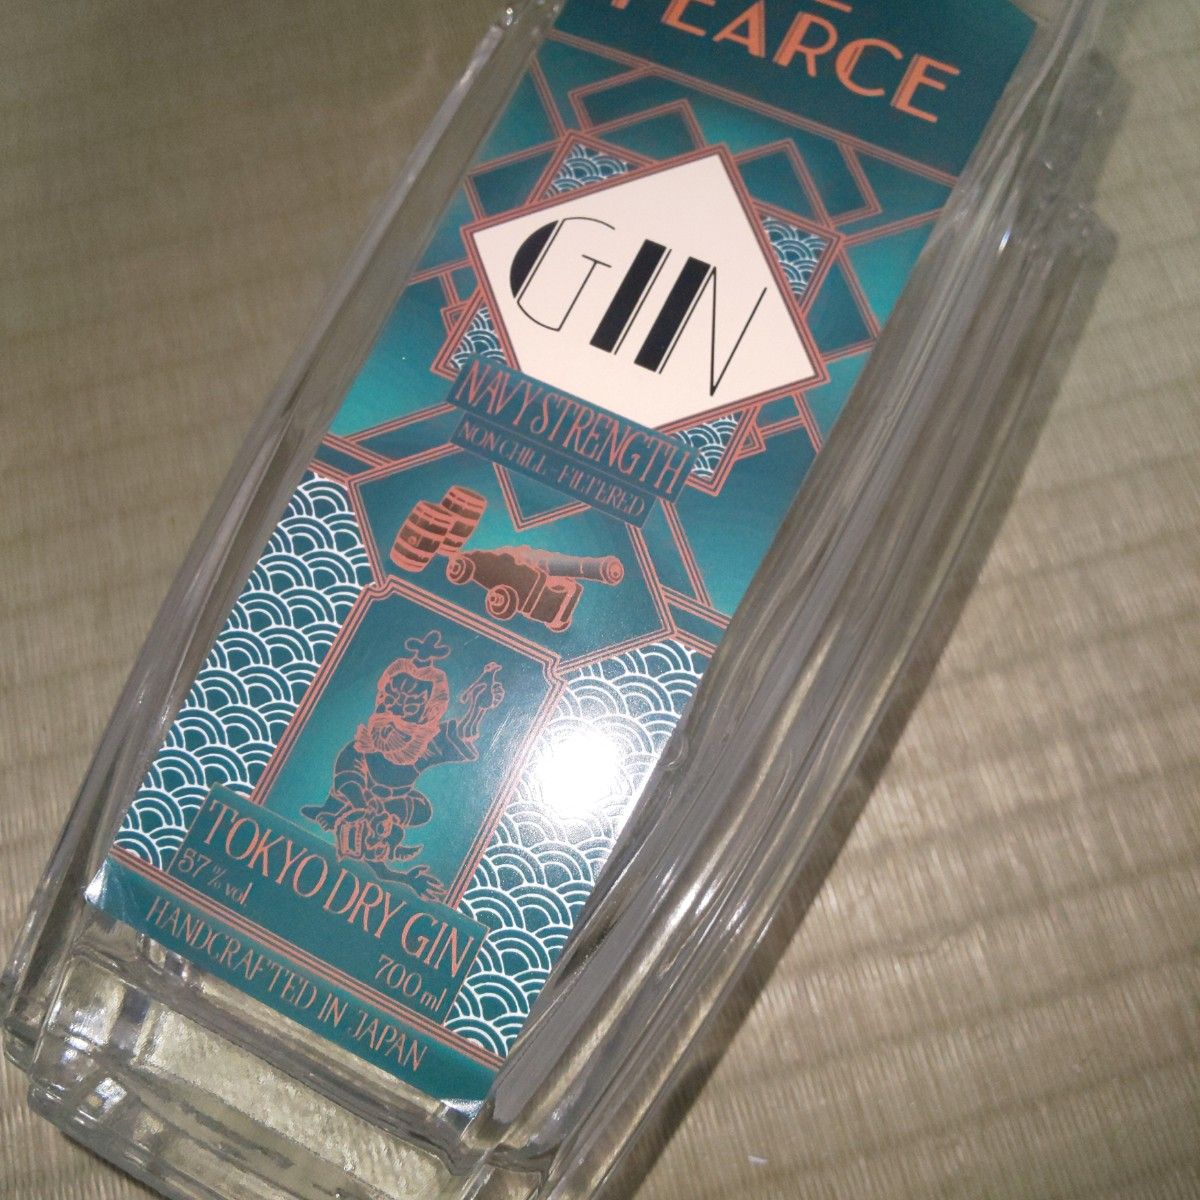 PEARCE
GIN
NAVY STRENGTH
NON CHILL-FILTERED
TOKYO DRY GIN
57% vol
700 ml
HANDCRAFTED IN JAPAN